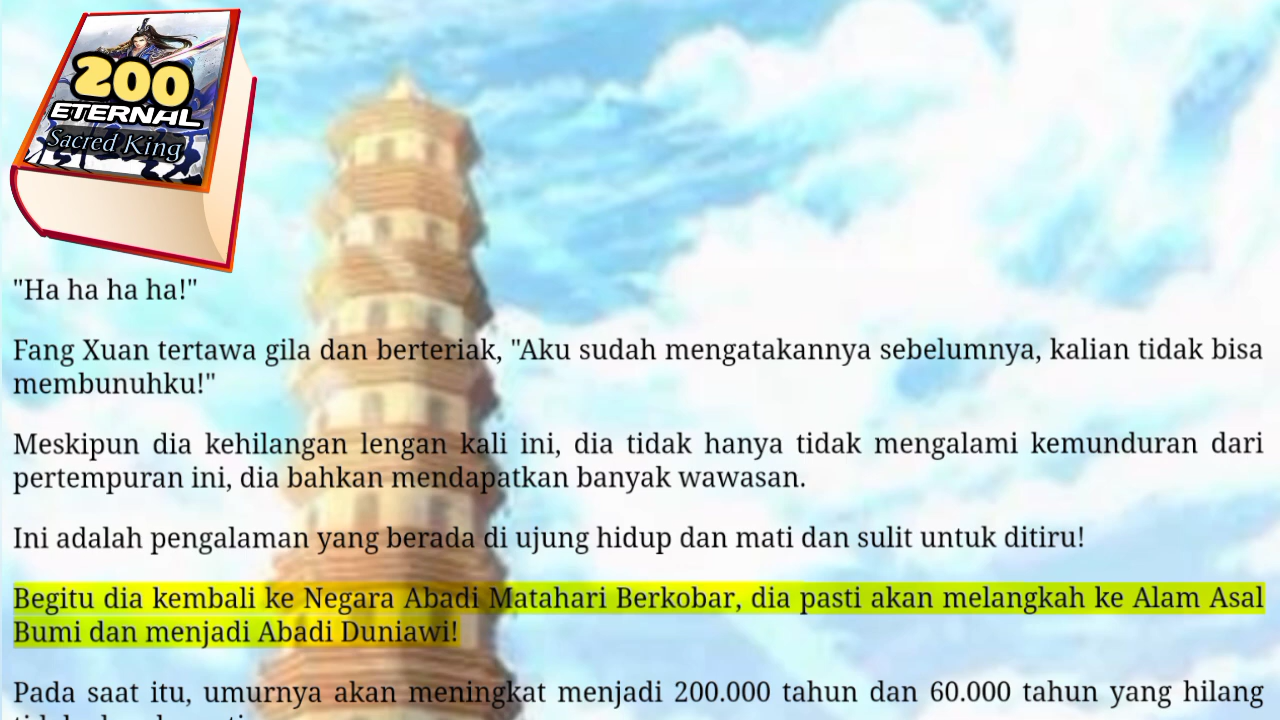 200
ETERNAL
Sacred King
"Ha ha ha ha!"
Fang Xuan tertawa gila dan berteriak, "Aku sudah mengatakannya sebelumnya, kalian tidak bisa
membunuhku!"
Meskipun dia kehilangan lengan kali ini, dia tidak hanya tidak mengalami kemunduran dari
pertempuran ini, dia bahkan mendapatkan banyak wawasan.
Ini adalah pengalaman yang berada di ujung hidup dan mati dan sulit untuk ditiru!
Begitu dia kembali ke Negara Abadi Matahari Berkobar, dia pasti akan melangkah ke Alam Asal
Bumi dan menjadi Abadi Duniawi!
Pada saat itu, umurnya akan meningkat menjadi 200.000 tahun dan 60.000 tahun yang hilang